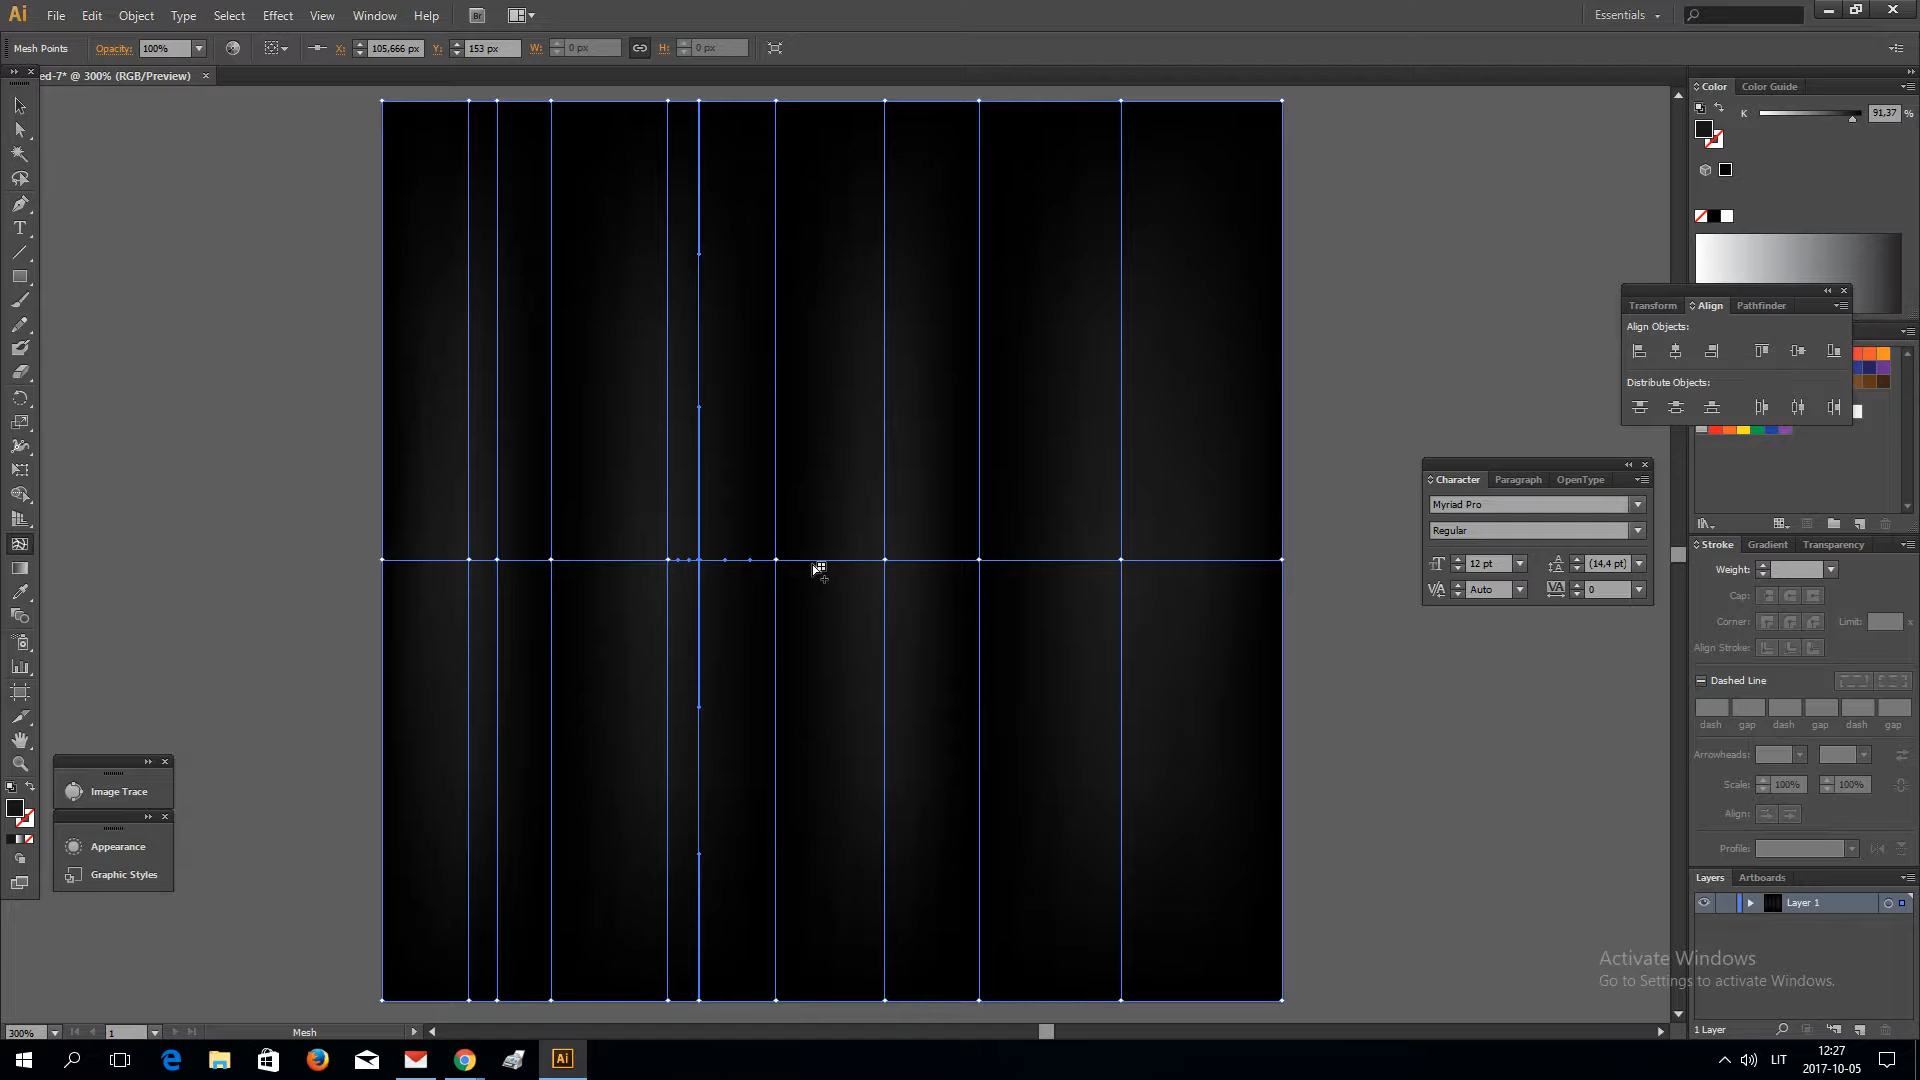 Ai File Edit Object Type Select Effect View Window Help Br Essentials
Mesh Points Opacity: 100% X: 105,666 px Y: 153 px W: 0 px H: 0 px
ed-7* @ 300% (RGB/Preview)
Color Color Guide
K 91,37 %
Transform Align Pathfinder
Align Objects:
Distribute Objects:
Character Paragraph OpenType
Myriad Pro
Regular
12 pt (14,4 pt)
Auto 0
Stroke Gradient Transparency
Weight:
Cap:
Corner: Limit: x
Align Stroke:
Dashed Line
dash gap dash gap dash gap
Arrowheads:
Scale: 100% 100%
Align:
Profile:
Image Trace
Appearance
Graphic Styles
Layers Artboards
Layer 1
Activate Windows
Go to Settings to activate Windows.
1 Layer
300% 1 Mesh
Ai LIT 12:27
2017-10-05